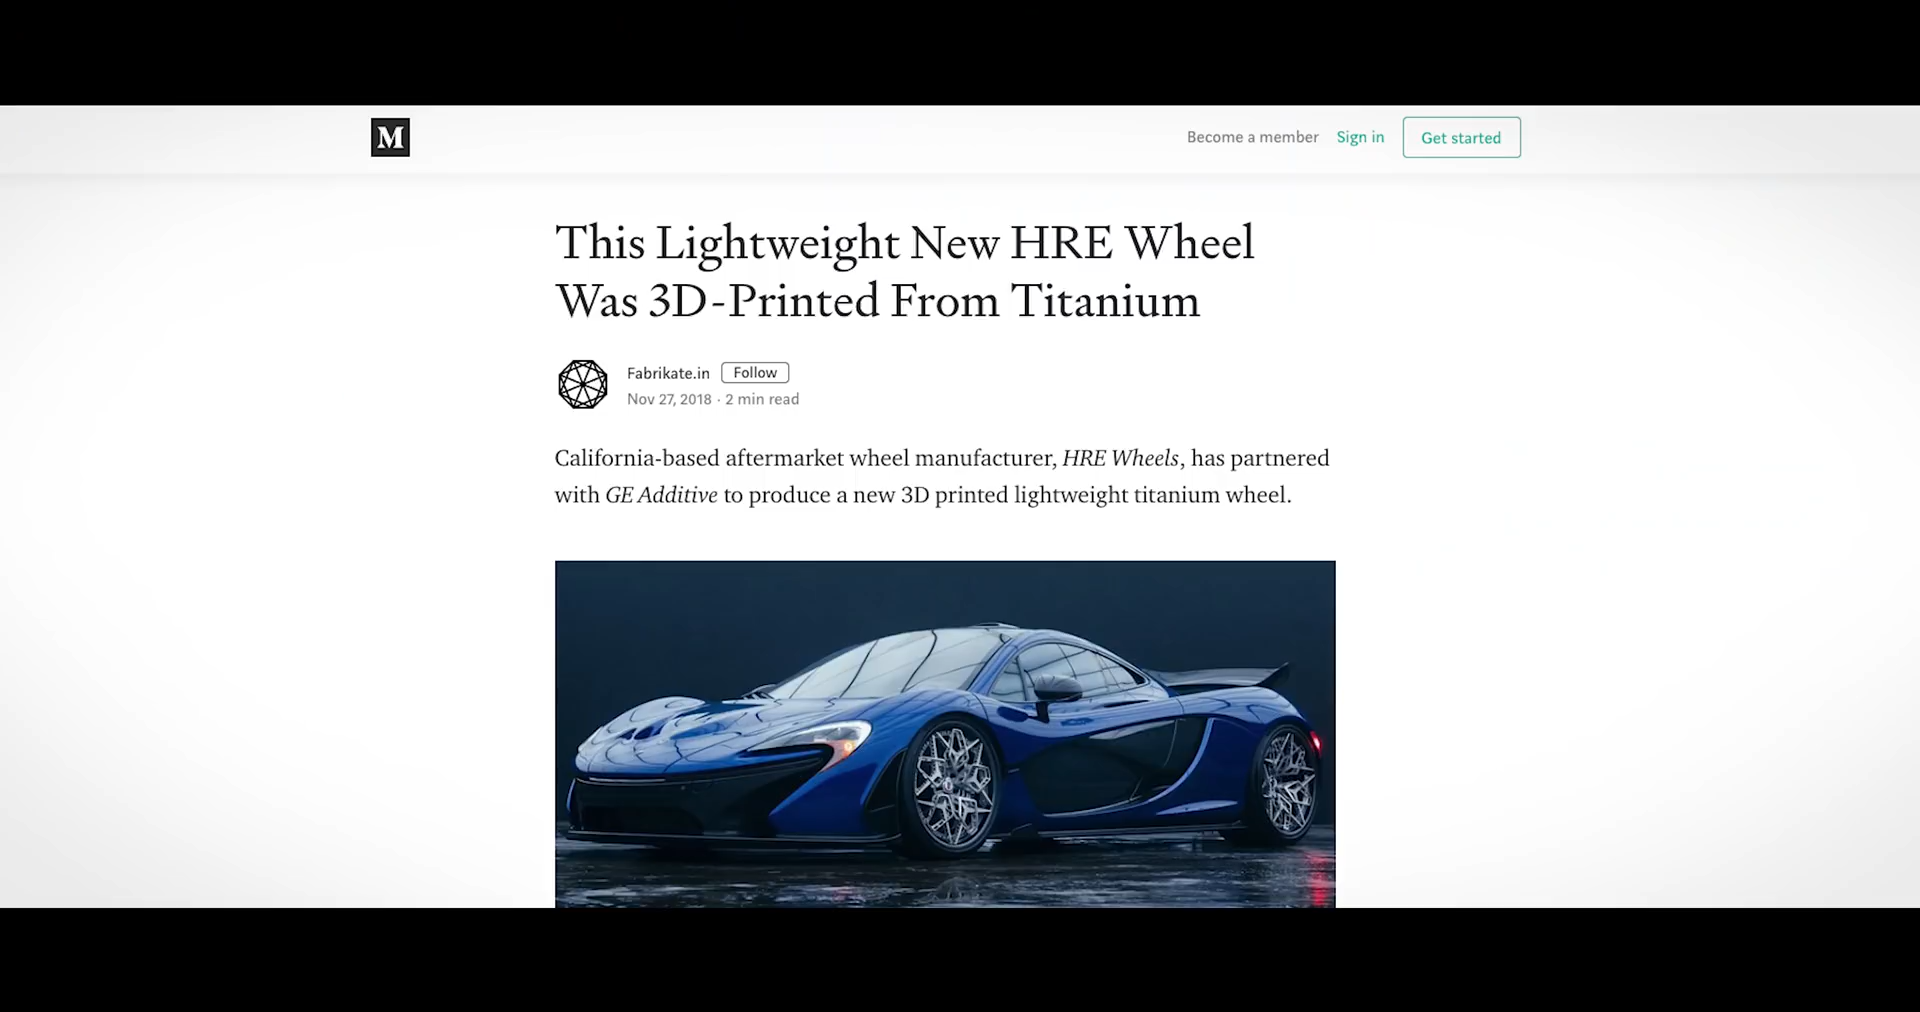 M
Become a member Sign in Get started
This Lightweight New HRE Wheel
Was 3D-Printed From Titanium
Fabrikate.in Follow
Nov 27, 2018 · 2 min read
California-based aftermarket wheel manufacturer, HRE Wheels, has partnered
with GE Additive to produce a new 3D printed lightweight titanium wheel.